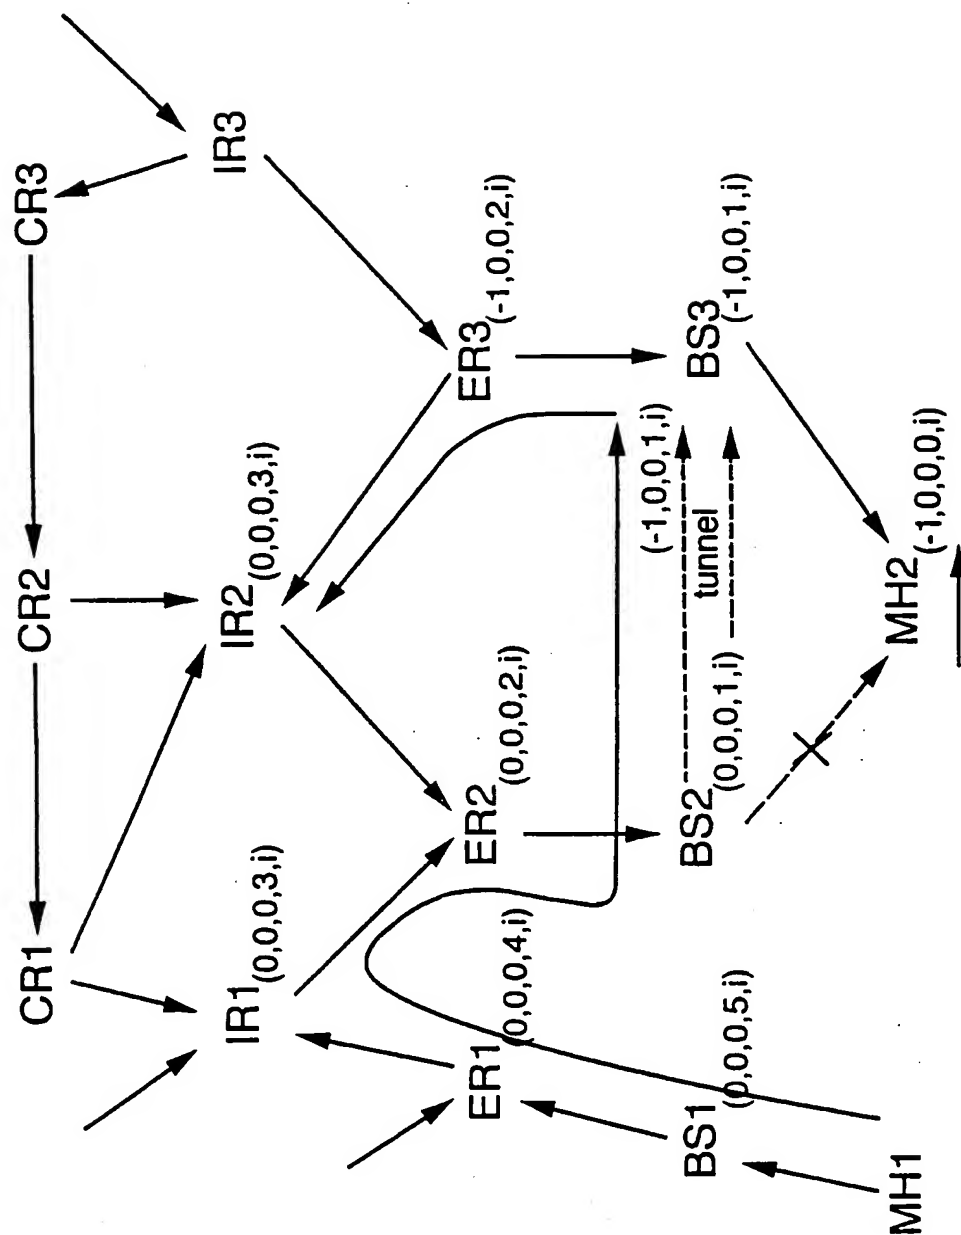 CR1
CR2
CR3
IR1(0,0,0,3,i)
IR2(0,0,0,3,i)
IR3
ER1(0,0,0,4,i)
ER2(0,0,0,2,i)
ER3(-1,0,0,2,i)
(-1,0,0,1,i)
tunnel
BS1(0,0,0,5,i)
BS2(0,0,0,1,i)
BS3(-1,0,0,1,i)
MH1
MH2(-1,0,0,0,i)